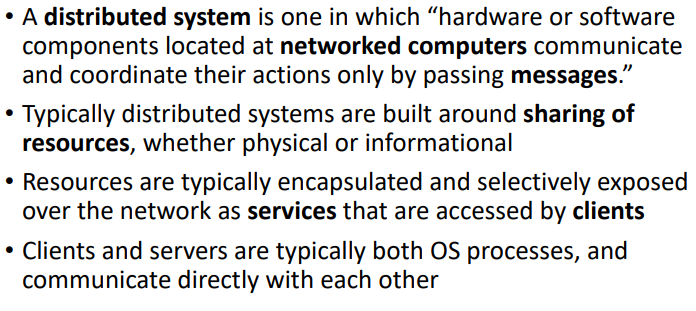 • A distributed system is one in which “hardware or software
components located at networked computers communicate
and coordinate their actions only by passing messages.”
• Typically distributed systems are built around sharing of
resources, whether physical or informational
• Resources are typically encapsulated and selectively exposed
over the network as services that are accessed by clients
• Clients and servers are typically both OS processes, and
communicate directly with each other